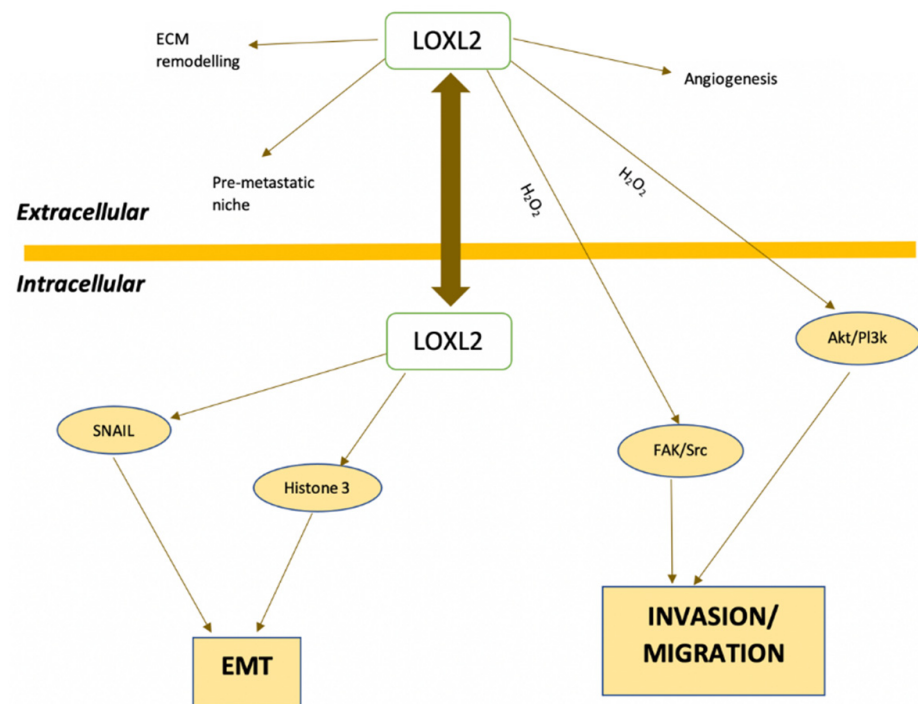 ECM
remodelling
LOXL2
Angiogenesis
Pre-metastatic
niche
H₂O₂
H₂O₂
Extracellular
Intracellular
LOXL2
Akt/PI3k
SNAIL
FAK/Src
Histone 3
EMT
INVASION/
MIGRATION